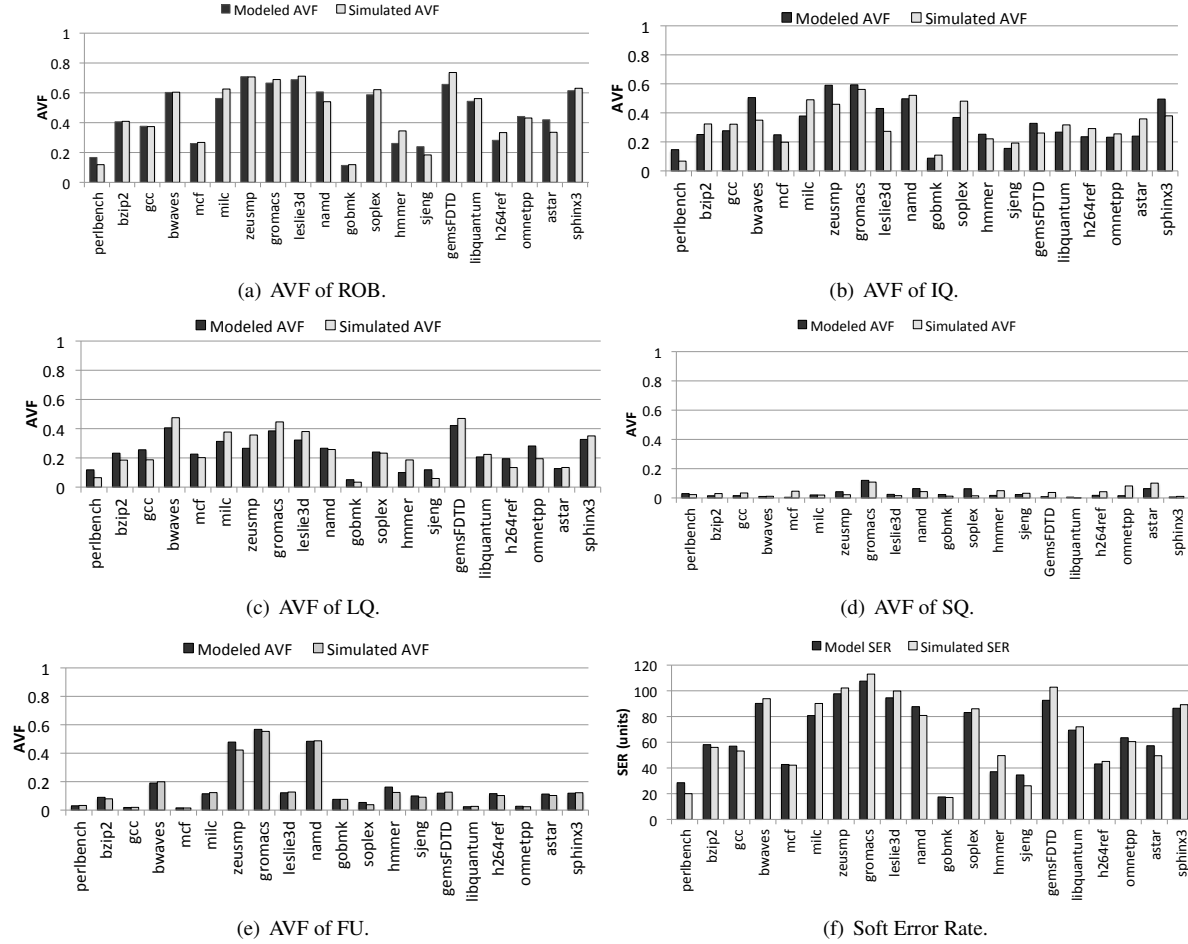 Modeled AVF Simulated AVF
AVF
1
0.8
0.6
0.4
0.2
0
perlbench
bzip2
gcc
bwaves
mcf
milc
zeusmp
gromacs
leslie3d
namd
gobmk
soplex
hmmer
sjeng
gemsFDTD
libquantum
h264ref
omnetpp
astar
sphinx3
(a) AVF of ROB.
Modeled AVF Simulated AVF
AVF
1
0.8
0.6
0.4
0.2
0
perlbench
bzip2
gcc
bwaves
mcf
milc
zeusmp
gromacs
leslie3d
namd
gobmk
soplex
hmmer
sjeng
gemsFDTD
libquantum
h264ref
omnetpp
astar
sphinx3
(b) AVF of IQ.
Modeled AVF Simulated AVF
AVF
1
0.8
0.6
0.4
0.2
0
perlbench
bzip2
gcc
bwaves
mcf
milc
zeusmp
gromacs
leslie3d
namd
gobmk
soplex
hmmer
sjeng
gemsFDTD
libquantum
h264ref
omnetpp
astar
sphinx3
(c) AVF of LQ.
Modeled AVF Simulated AVF
AVF
1
0.8
0.6
0.4
0.2
0
perlbench
bzip2
gcc
bwaves
mcf
milc
zeusmp
gromacs
leslie3d
namd
gobmk
soplex
hmmer
sjeng
GemsFDTD
libquantum
h264ref
omnetpp
astar
sphinx3
(d) AVF of SQ.
Modeled AVF Simulated AVF
AVF
1
0.8
0.6
0.4
0.2
0
perlbench
bzip2
gcc
bwaves
mcf
milc
zeusmp
gromacs
leslie3d
namd
gobmk
soplex
hmmer
sjeng
gemsFDTD
libquantum
h264ref
omnetpp
astar
sphinx3
(e) AVF of FU.
Model SER Simulated SER
SER (units)
120
100
80
60
40
20
0
perlbench
bzip2
gcc
bwaves
mcf
milc
zeusmp
gromacs
leslie3d
namd
gobmk
soplex
hmmer
sjeng
gemsFDTD
libquantum
h264ref
omnetpp
astar
sphinx3
(f) Soft Error Rate.